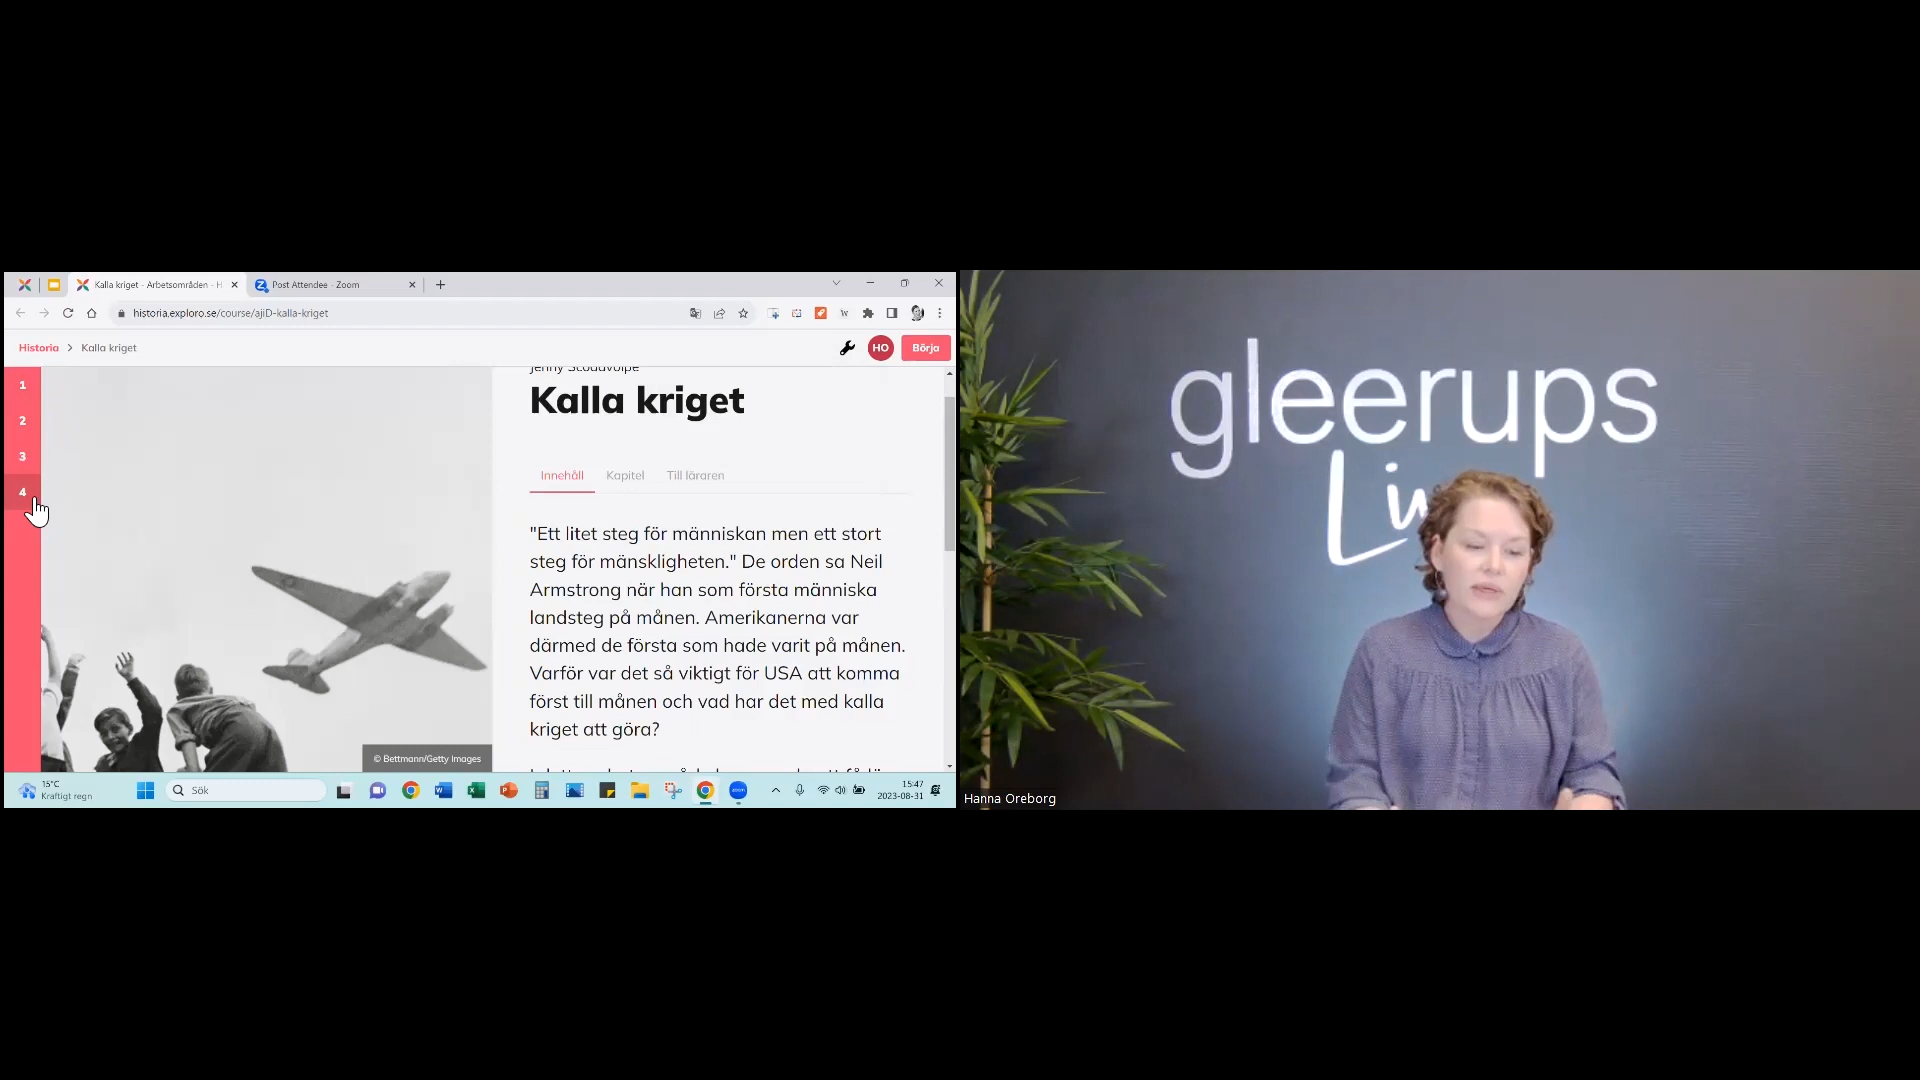 Kalla kriget - Arbetsområden - H
Post Attendee - Zoom
historia.exploro.se/course/ajiD-kalla-kriget
Historia > Kalla kriget
HO
Börja
1
2
3
4
Kalla kriget
Innehåll
Kapitel
Till läraren
"Ett litet steg för människan men ett stort
steg för mänskligheten." De orden sa Neil
Armstrong när han som första människa
landsteg på månen. Amerikanerna var
därmed de första som hade varit på månen.
Varför var det så viktigt för USA att komma
först till månen och vad har det med kalla
kriget att göra?
© Bettmann/Getty Images
15°C
Kraftigt regn
Sök
15:47
2023-08-31
gleerups
Hanna Oreborg